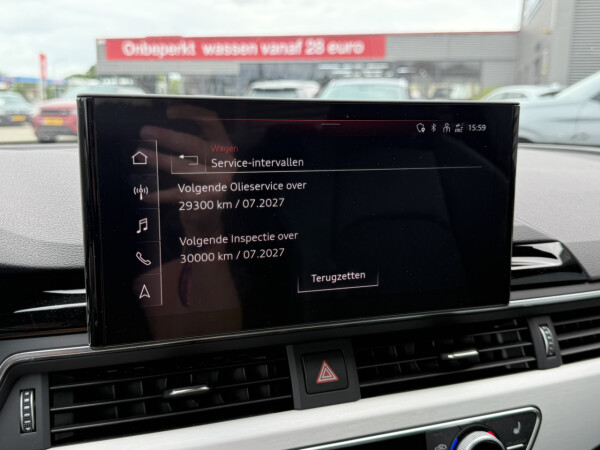 Onbeperkt wassen vanaf 28 euro
15:59
Wagen
Service-intervallen
Volgende Olieservice over
29300 km / 07.2027
Volgende Inspectie over
30000 km / 07.2027
Terugzetten